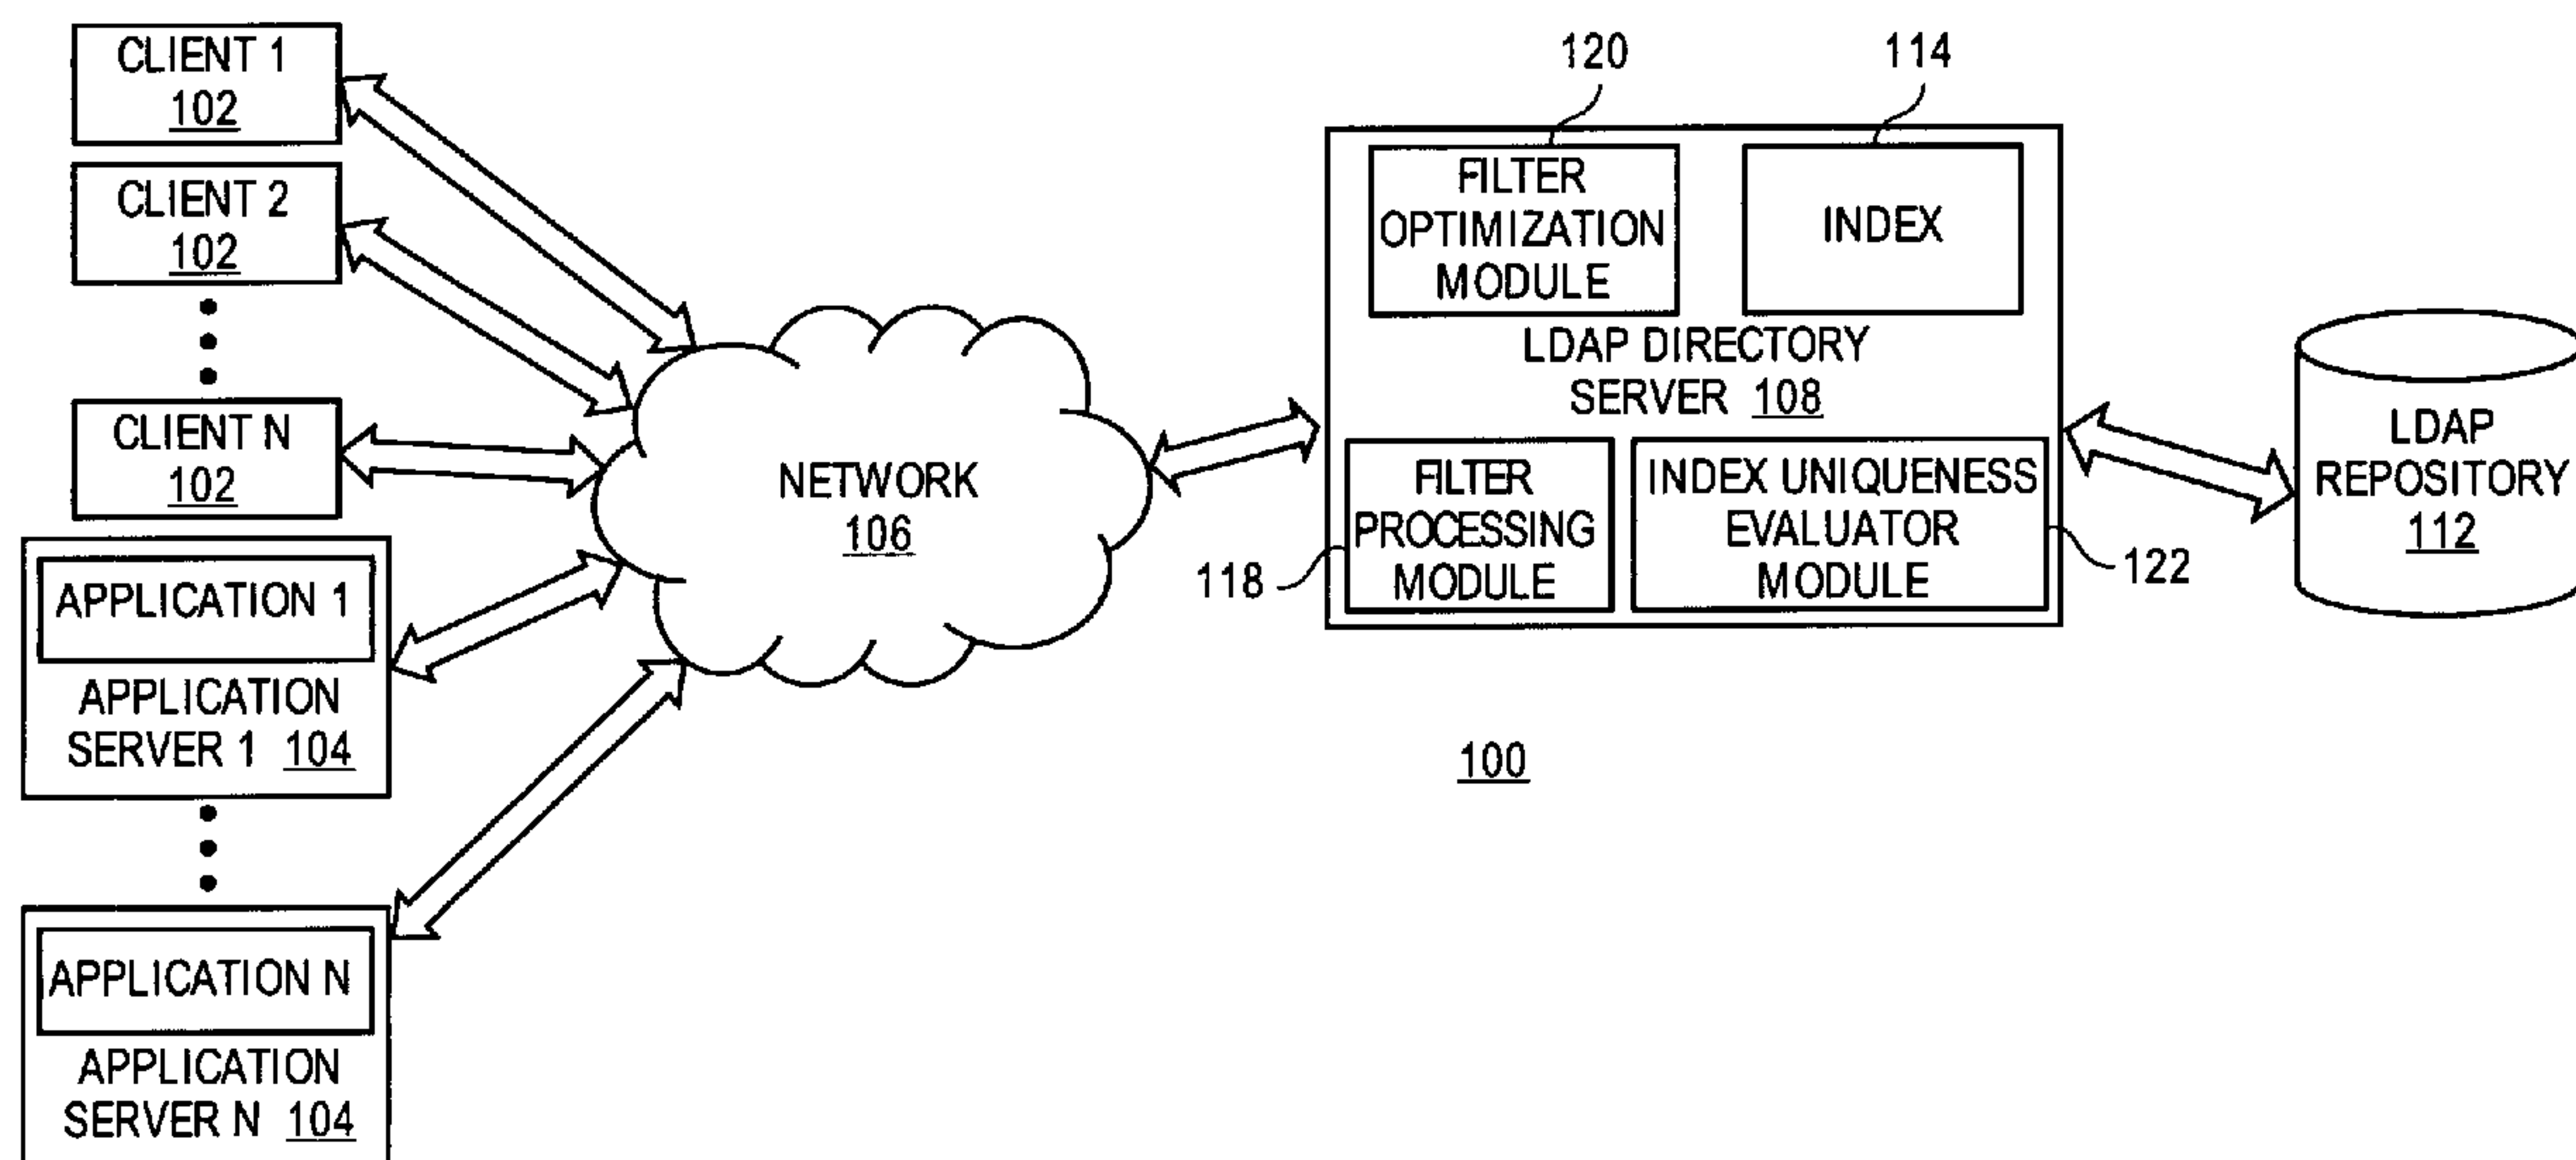 CLIENT 1
102
CLIENT 2
102
CLIENT N
102
APPLICATION 1
APPLICATION
SERVER 1 104
APPLICATION N
APPLICATION
SERVER N 104
NETWORK
106
120
114
FILTER
OPTIMIZATION
MODULE
INDEX
LDAP DIRECTORY
SERVER 108
FILTER
PROCESSING
MODULE
118
INDEX UNIQUENESS
EVALUATOR
MODULE
122
LDAP
REPOSITORY
112
100